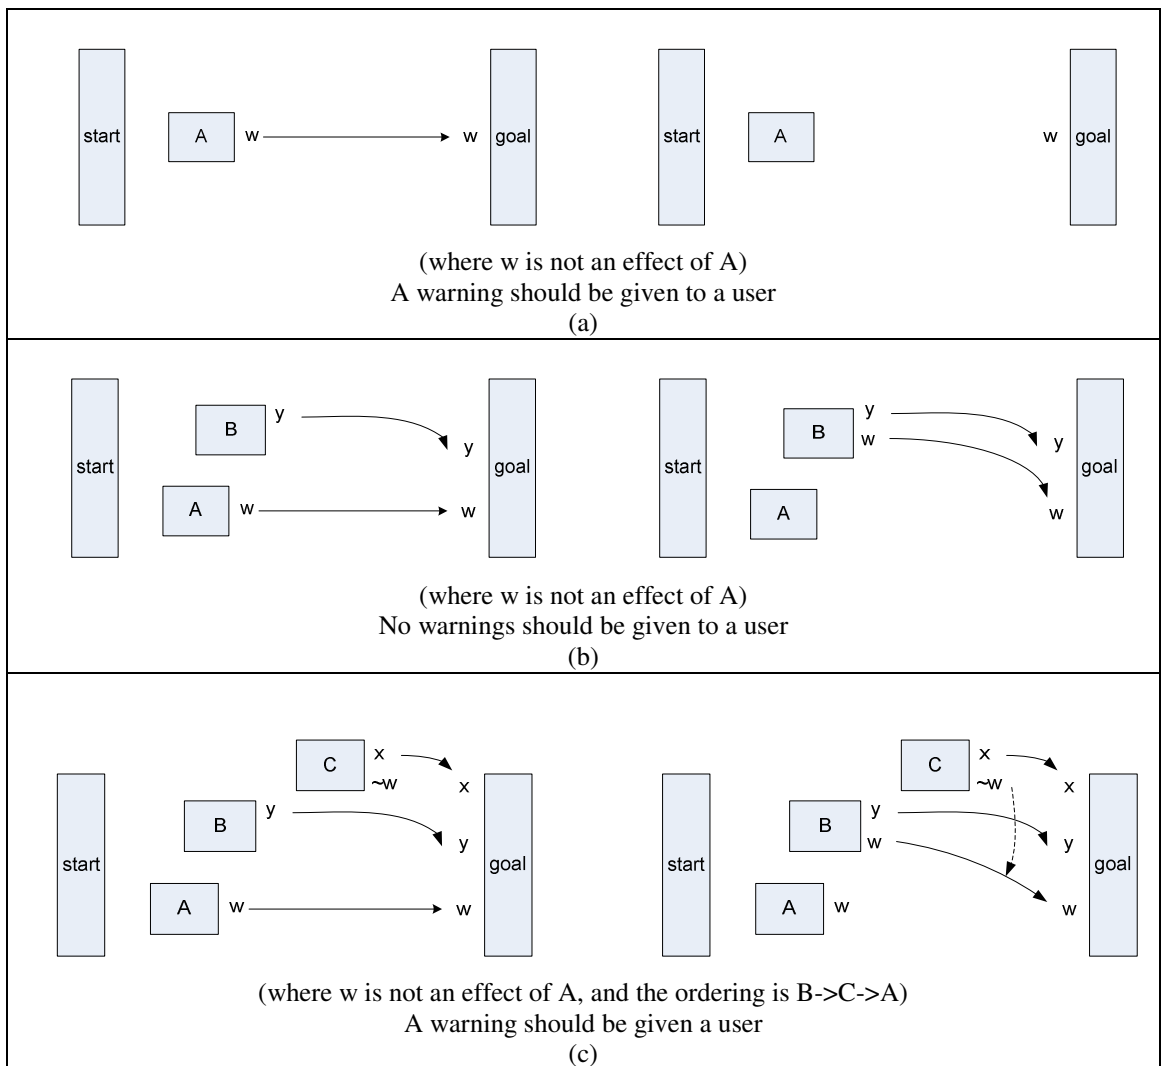 start A w w goal start A w goal
(where w is not an effect of A)
A warning should be given to a user
(a)
B y y
start goal
A w w
B y w y
start goal
A w
(where w is not an effect of A)
No warnings should be given to a user
(b)
C x ~w x
B y y
start goal
A w w
C x ~w x
B y w y
start goal
A w w
(where w is not an effect of A, and the ordering is B->C->A)
A warning should be given a user
(c)